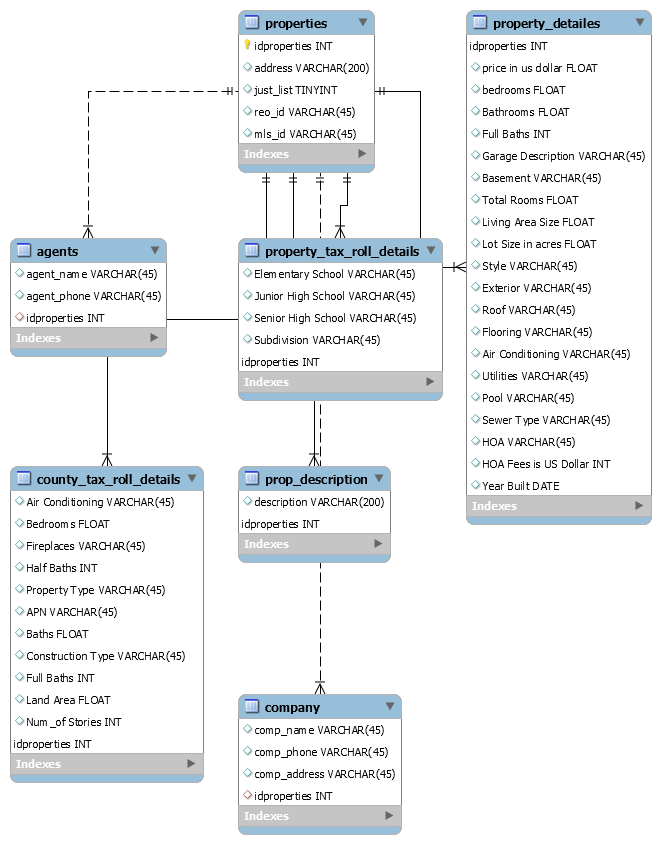 properties
idproperties INT
address VARCHAR(200)
just_list TINYINT
reo_id VARCHAR(45)
mls_id VARCHAR(45)
Indexes
property_detailes
idproperties INT
price in us dollar FLOAT
bedrooms FLOAT
Bathrooms FLOAT
Full Baths INT
Garage Description VARCHAR(45)
Basement VARCHAR(45)
Total Rooms FLOAT
Living Area Size FLOAT
Lot Size in acres FLOAT
Style VARCHAR(45)
Exterior VARCHAR(45)
Roof VARCHAR(45)
Flooring VARCHAR(45)
Air Conditioning VARCHAR(45)
Utilities VARCHAR(45)
Pool VARCHAR(45)
Sewer Type VARCHAR(45)
HOA VARCHAR(45)
HOA Fees is US Dollar INT
Year Built DATE
Indexes
agents
agent_name VARCHAR(45)
agent_phone VARCHAR(45)
idproperties INT
Indexes
property_tax_roll_details
Elementary School VARCHAR(45)
Junior High School VARCHAR(45)
Senior High School VARCHAR(45)
Subdivision VARCHAR(45)
idproperties INT
Indexes
county_tax_roll_details
Air Conditioning VARCHAR(45)
Bedrooms FLOAT
Fireplaces VARCHAR(45)
Half Baths INT
Property Type VARCHAR(45)
APN VARCHAR(45)
Baths FLOAT
Construction Type VARCHAR(45)
Full Baths INT
Land Area FLOAT
Num_of Stories INT
idproperties INT
Indexes
prop_description
description VARCHAR(200)
idproperties INT
Indexes
company
comp_name VARCHAR(45)
comp_phone VARCHAR(45)
comp_address VARCHAR(45)
idproperties INT
Indexes